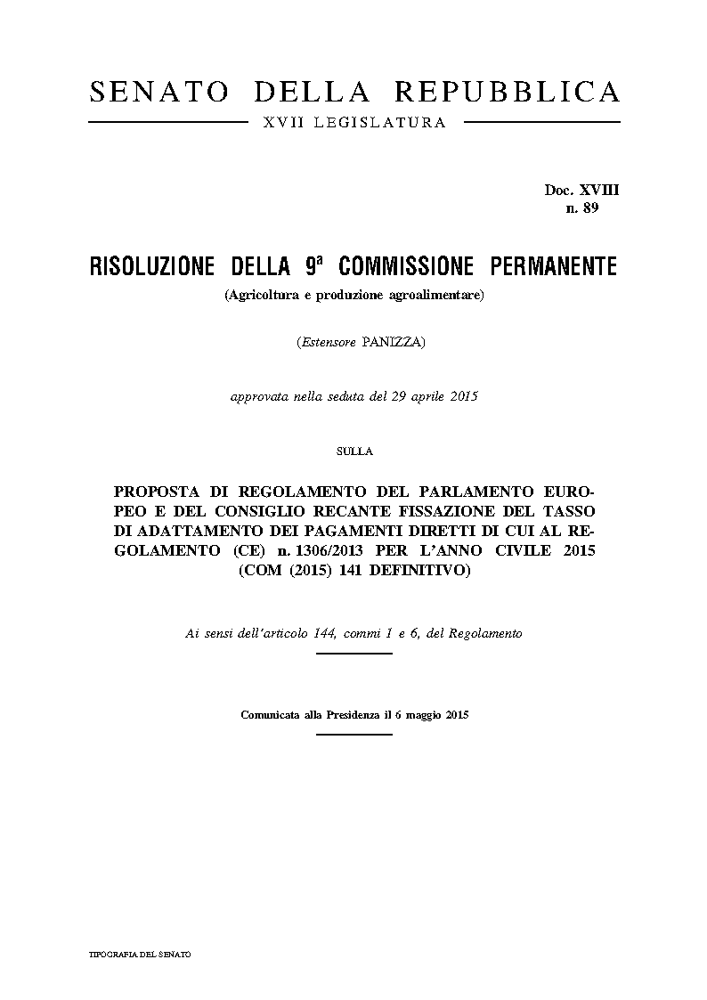 SENATO DELLA REPUBBLICA
XVII LEGISLATURA
Doc. XVIII
n. 89
RISOLUZIONE DELLA 9ª COMMISSIONE PERMANENTE
(Agricoltura e produzione agroalimentare)
(Estensore PANIZZA)
approvata nella seduta del 29 aprile 2015
SULLA
PROPOSTA DI REGOLAMENTO DEL PARLAMENTO EURO-
PEO E DEL CONSIGLIO RECANTE FISSAZIONE DEL TASSO
DI ADATTAMENTO DEI PAGAMENTI DIRETTI DI CUI AL RE-
GOLAMENTO (CE) n. 1306/2013 PER L'ANNO CIVILE 2015
(COM (2015) 141 DEFINITIVO)
Ai sensi dell'articolo 144, commi 1 e 6, del Regolamento
Comunicata alla Presidenza il 6 maggio 2015
TIPOGRAFIA DEL SENATO